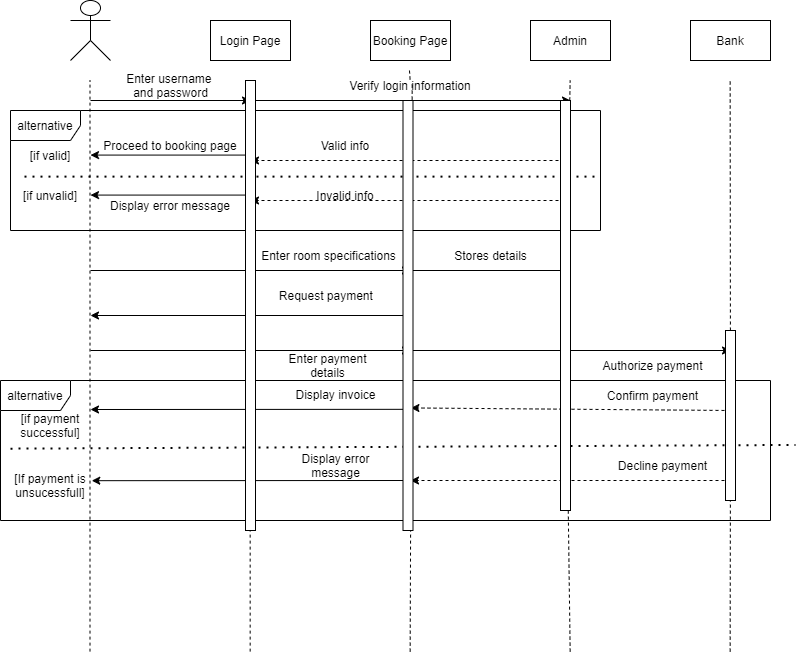 Login Page
Booking Page
Admin
Bank
Enter username
and password
Verify login information
alternative
Proceed to booking page
Valid info
[if valid]
[if unvalid]
Invalid info
Display error message
Enter room specifications
Stores details
Request payment
Enter payment
details
Authorize payment
alternative
Display invoice
Confirm payment
[if payment
successful]
Display error
message
Decline payment
[If payment is
unsucessfull]